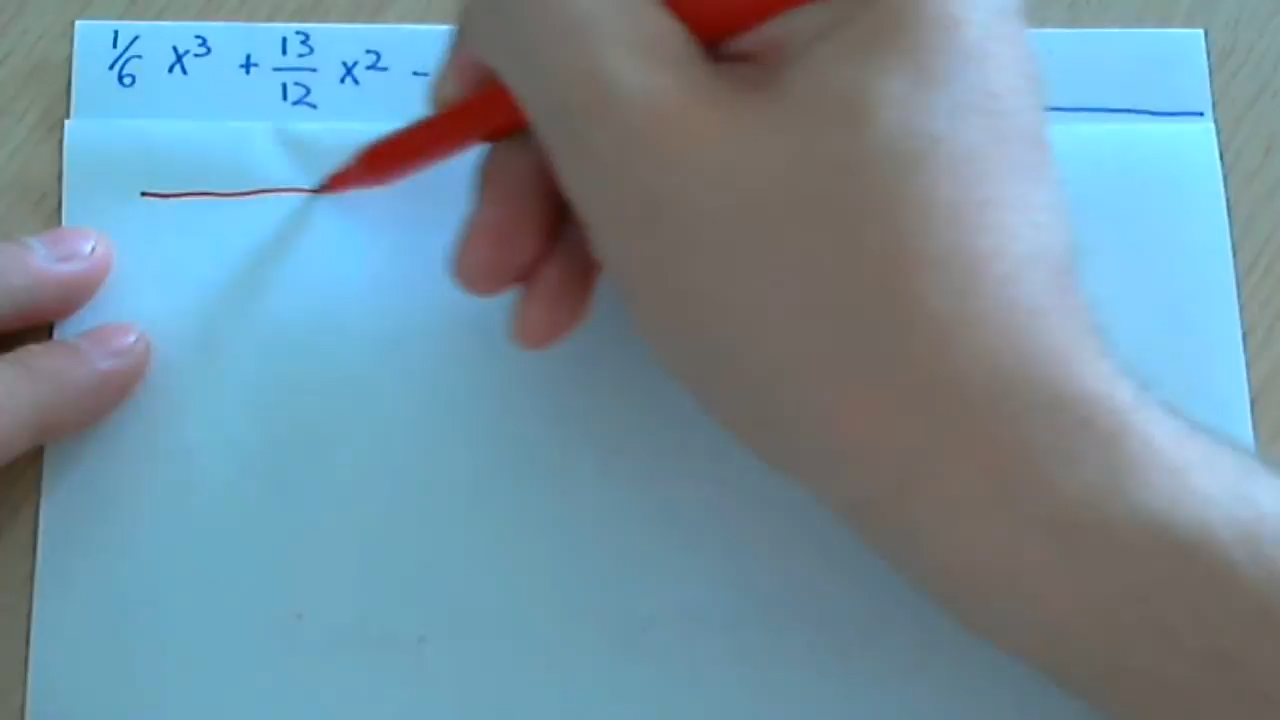 1/6 x³ + 13/12 x² -